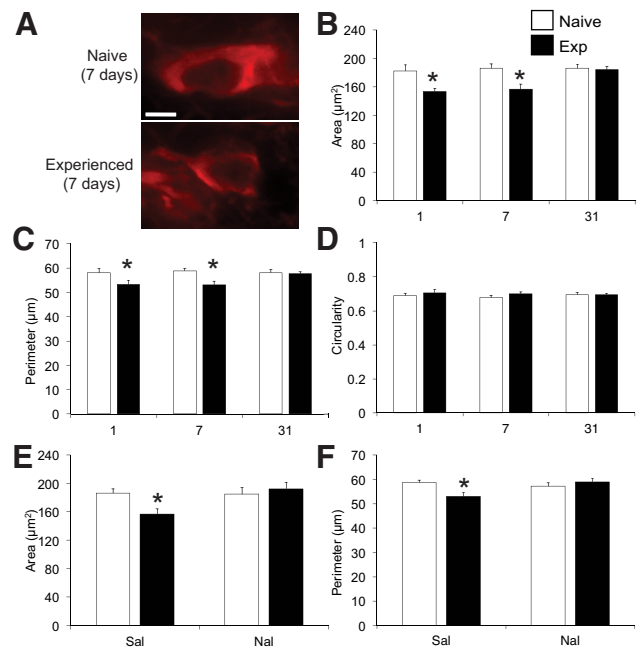 A
Naive
(7 days)
Experienced
(7 days)
B
Naive
Exp
Area (µm²)
240
200
160
120
80
40
0
*
*
1 7 31
C
Perimeter (µm)
70
60
50
40
30
20
10
0
*
*
1 7 31
D
Circularity
1
0.8
0.6
0.4
0.2
0
1 7 31
E
Area (µm²)
240
200
160
120
80
40
0
*
Sal Nal
F
Perimeter (µm)
70
60
50
40
30
20
10
0
*
Sal Nal